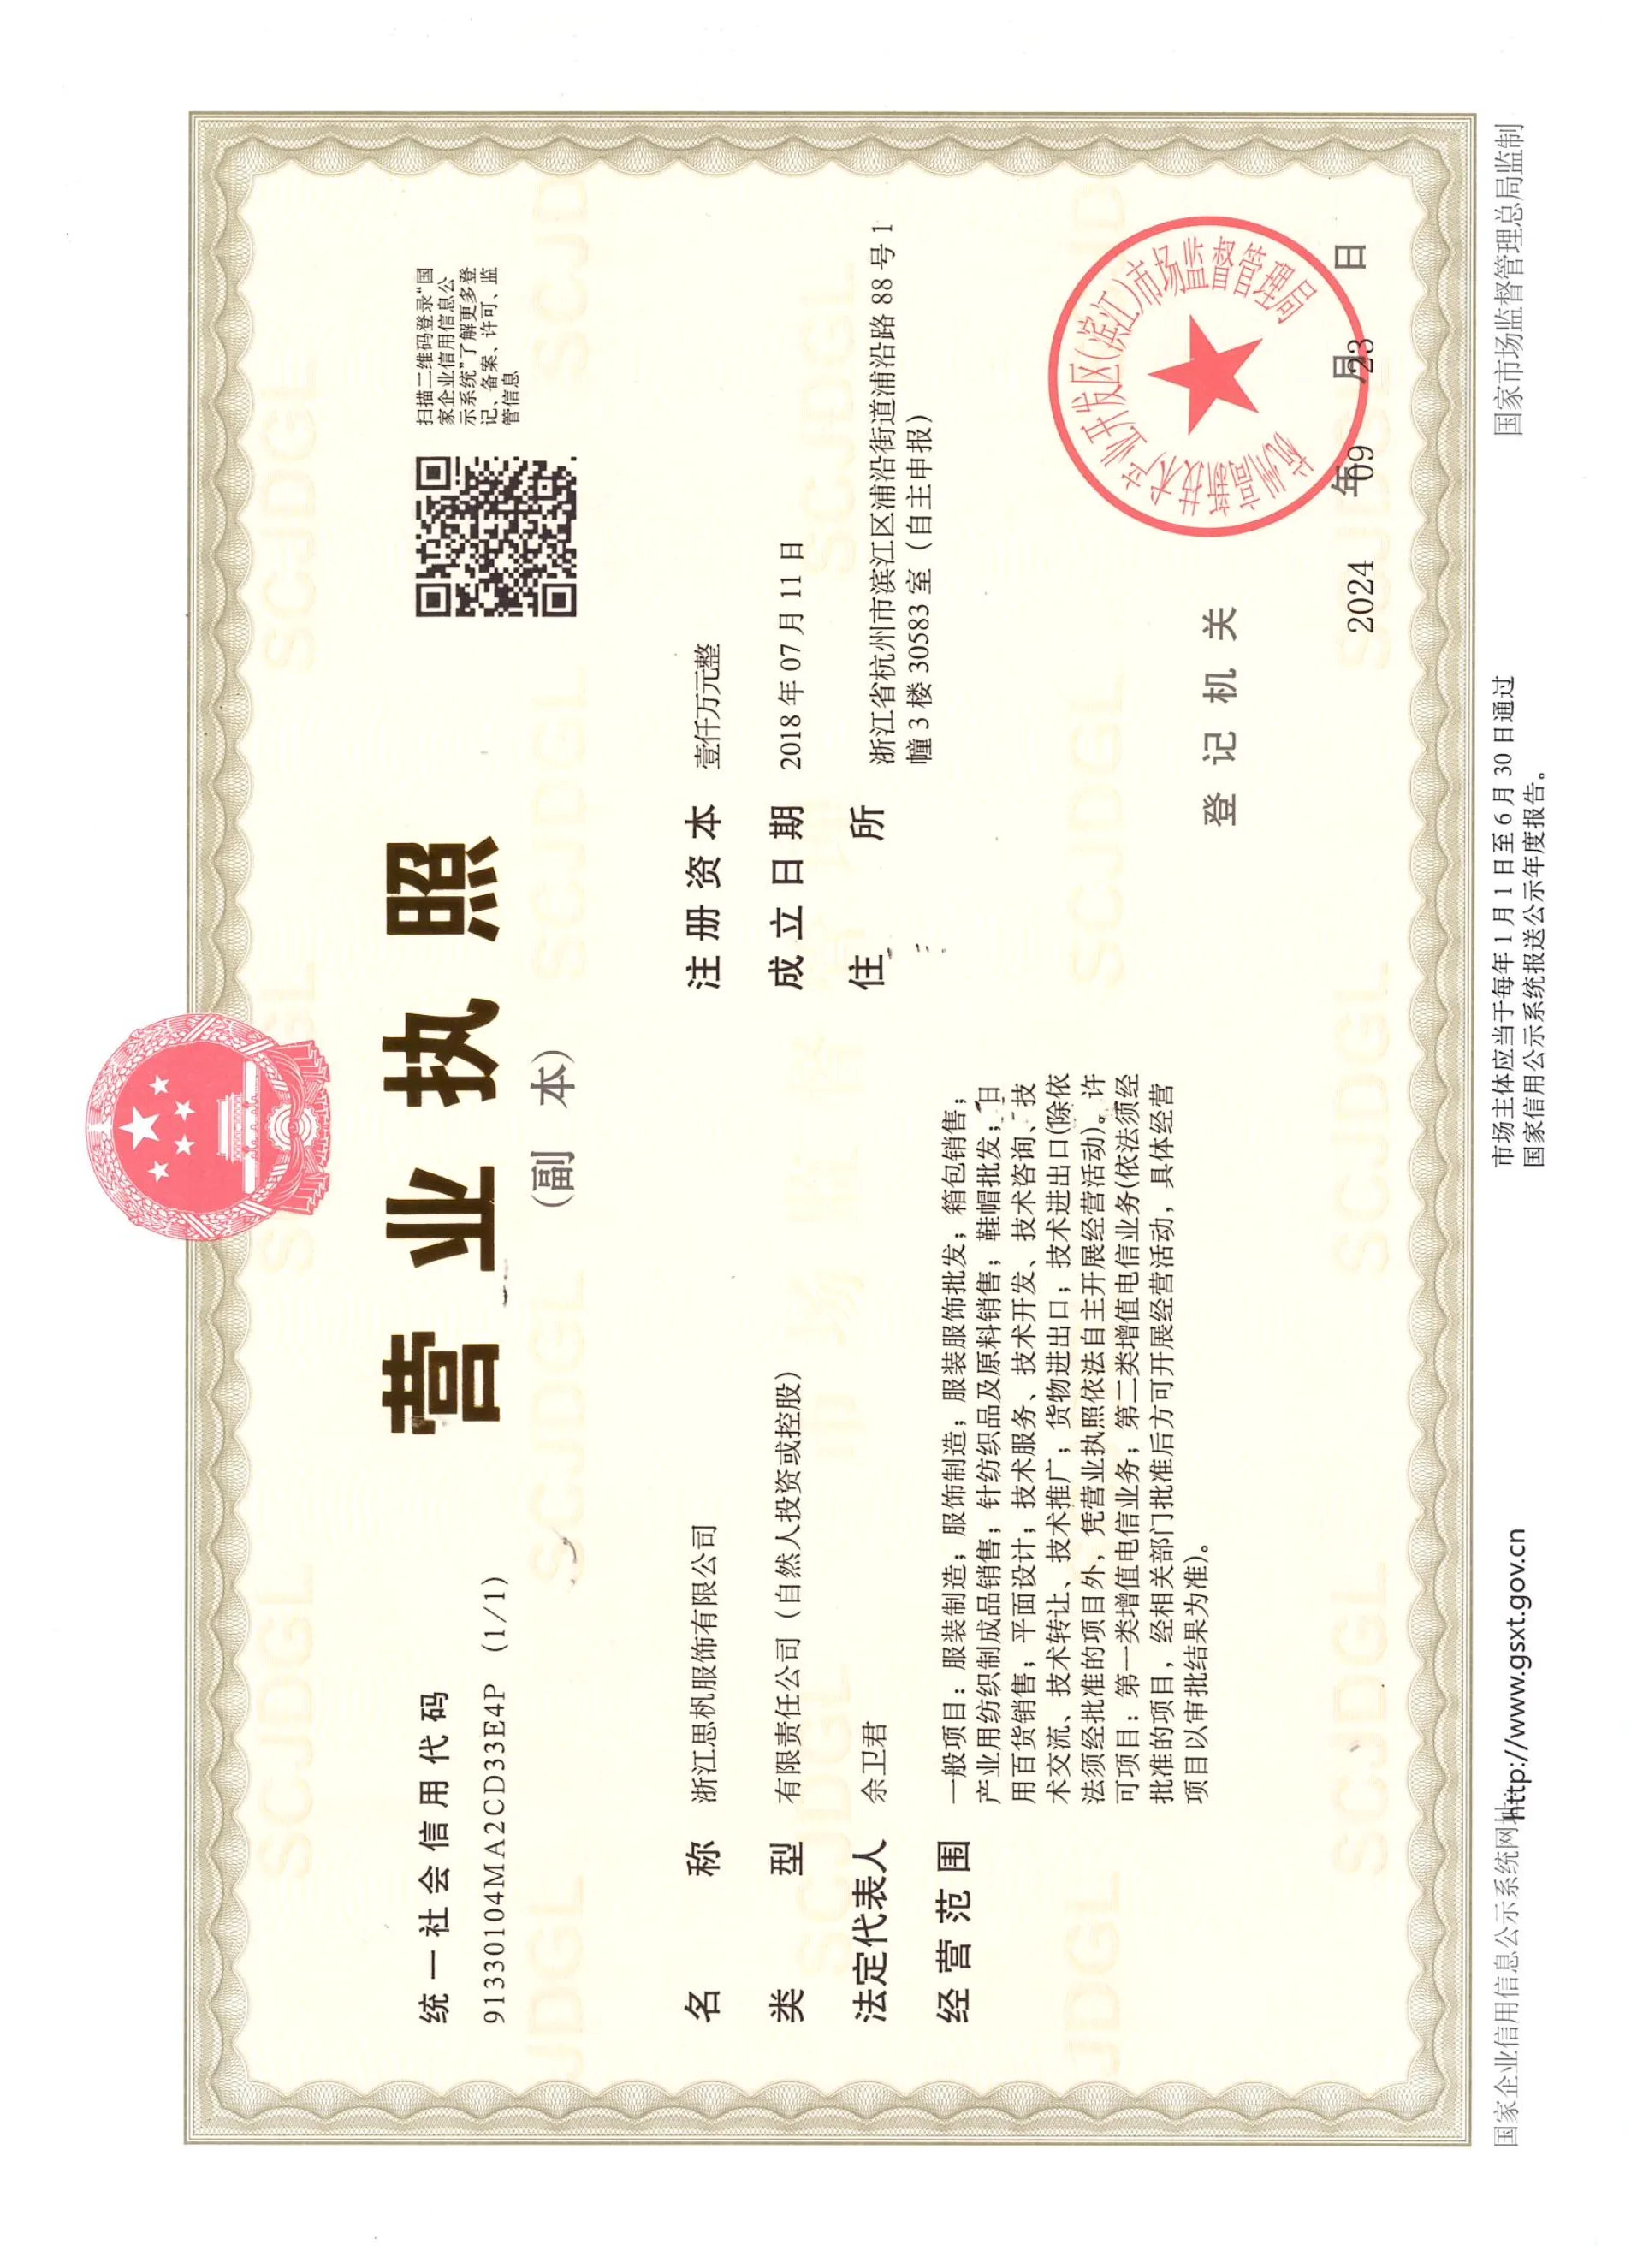 营业执照
(副 本)
统一社会信用代码
91330104MA2CD33E4P (1/1)
扫描二维码登录“国
家企业信用信息公
示系统”了解更多登
记、备案、许可、监
管信息
名 称 浙江思枫服饰有限公司
类 型 有限责任公司（自然人投资或控股）
法定代表人 余卫君
经营范围 一般项目：服装制造；服饰制造；服装服饰批发；箱包销售；
产业用纺织制成品销售；针纺织品及原料销售；鞋帽批发；日
用百货销售；平面设计；技术服务、技术开发、技术咨询、技
术交流、技术转让、技术推广；货物进出口；技术进出口(除依
法须经批准的项目外，凭营业执照依法自主开展经营活动)。许
可项目：第一类增值电信业务；第二类增值电信业务(依法须经
批准的项目，经相关部门批准后方可开展经营活动，具体经营
项目以审批结果为准)。
注册资本 壹仟万元整
成立日期 2018年07月11日
住 所 浙江省杭州市滨江区浦沿街道浦沿路88号1
幢3楼30583室（自主申报）
登记机关
杭州高新技术产业开发区(滨江)市场监督管理局
2024年09月23日
国家企业信用信息公示系统网址：http://www.gsxt.gov.cn
市场主体应当于每年1月1日至6月30日通过
国家信用公示系统报送公示年度报告。
国家市场监督管理总局监制